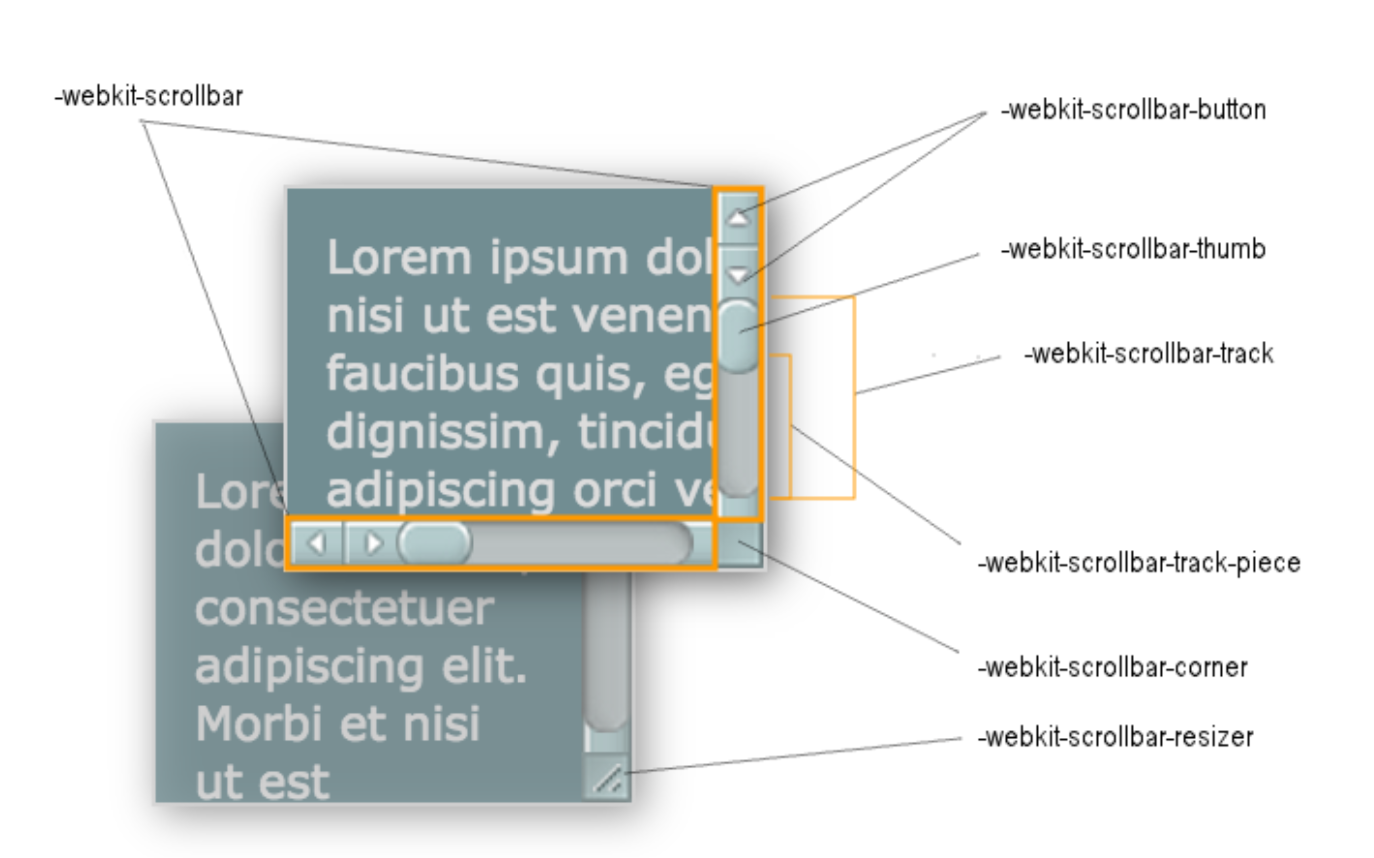 -webkit-scrollbar
-webkit-scrollbar-button
-webkit-scrollbar-thumb
-webkit-scrollbar-track
-webkit-scrollbar-track-piece
-webkit-scrollbar-corner
-webkit-scrollbar-resizer
Lorem ipsum dol
nisi ut est venen
faucibus quis, eg
dignissim, tincidu
adipiscing orci ve
Lore
dolo
consectetuer
adipiscing elit.
Morbi et nisi
ut est